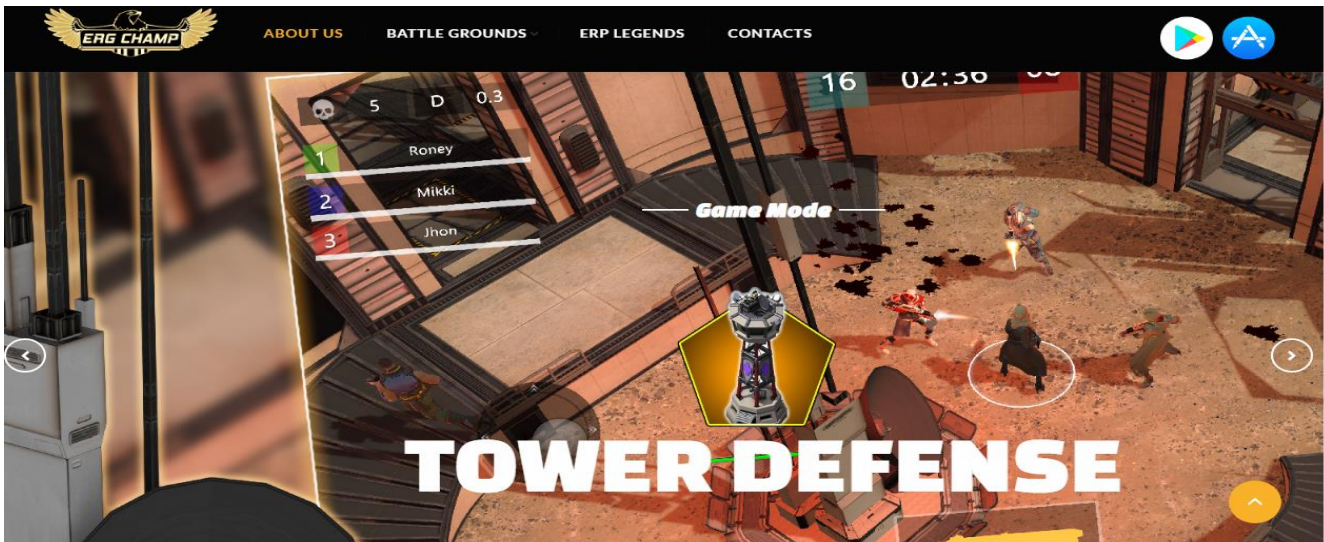 ERG CHAMP
ABOUT US
BATTLE GROUNDS
ERP LEGENDS
CONTACTS
5 D 0.3
1 Roney
2 Mikki
3 Jhon
16 02:36
Game Mode
TOWER DEFENSE